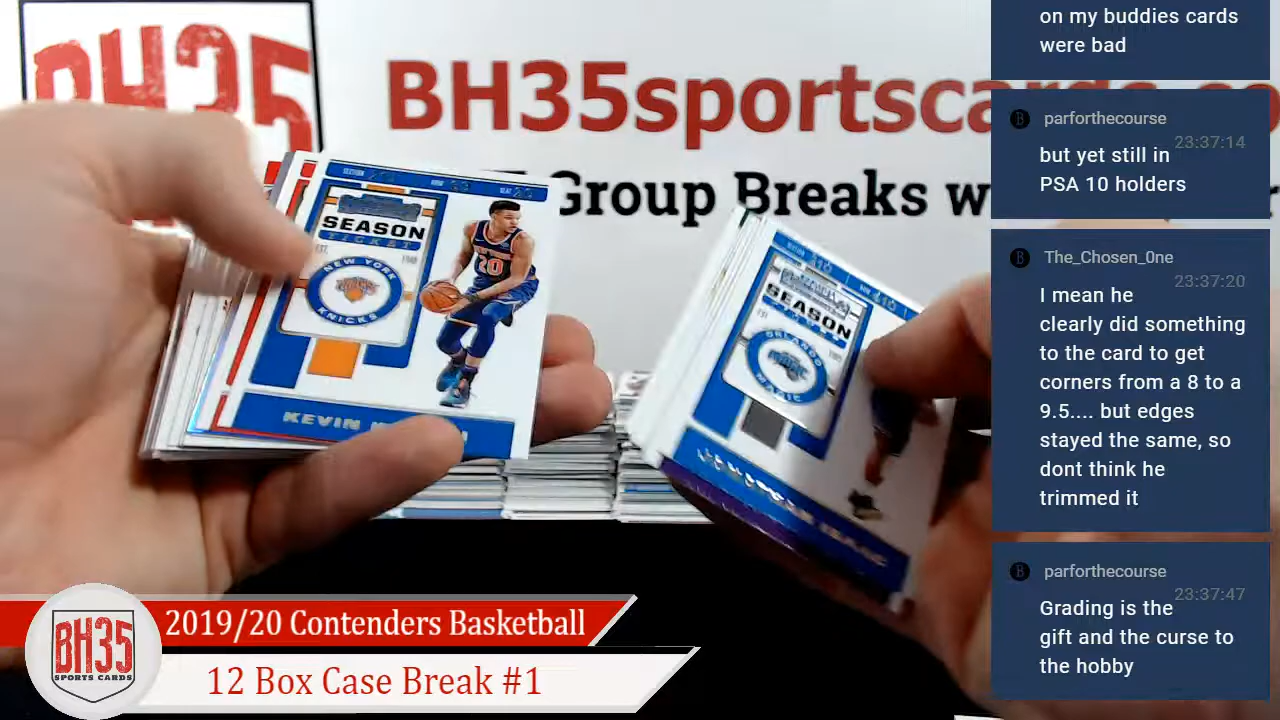 BH35
BH35sportsca
Group Breaks w
SEASON
TICKET
NEW YORK
KNICKS
20
KEVIN
SEASON
ORLANDO
MAGIC
ISAAC
on my buddies cards
were bad
parforthecourse
23:37:14
but yet still in
PSA 10 holders
The_Chosen_0ne
23:37:20
I mean he
clearly did something
to the card to get
corners from a 8 to a
9.5.... but edges
stayed the same, so
dont think he
trimmed it
parforthecourse
23:37:47
Grading is the
gift and the curse to
the hobby
BH35
SPORTS CARDS
2019/20 Contenders Basketball
12 Box Case Break #1